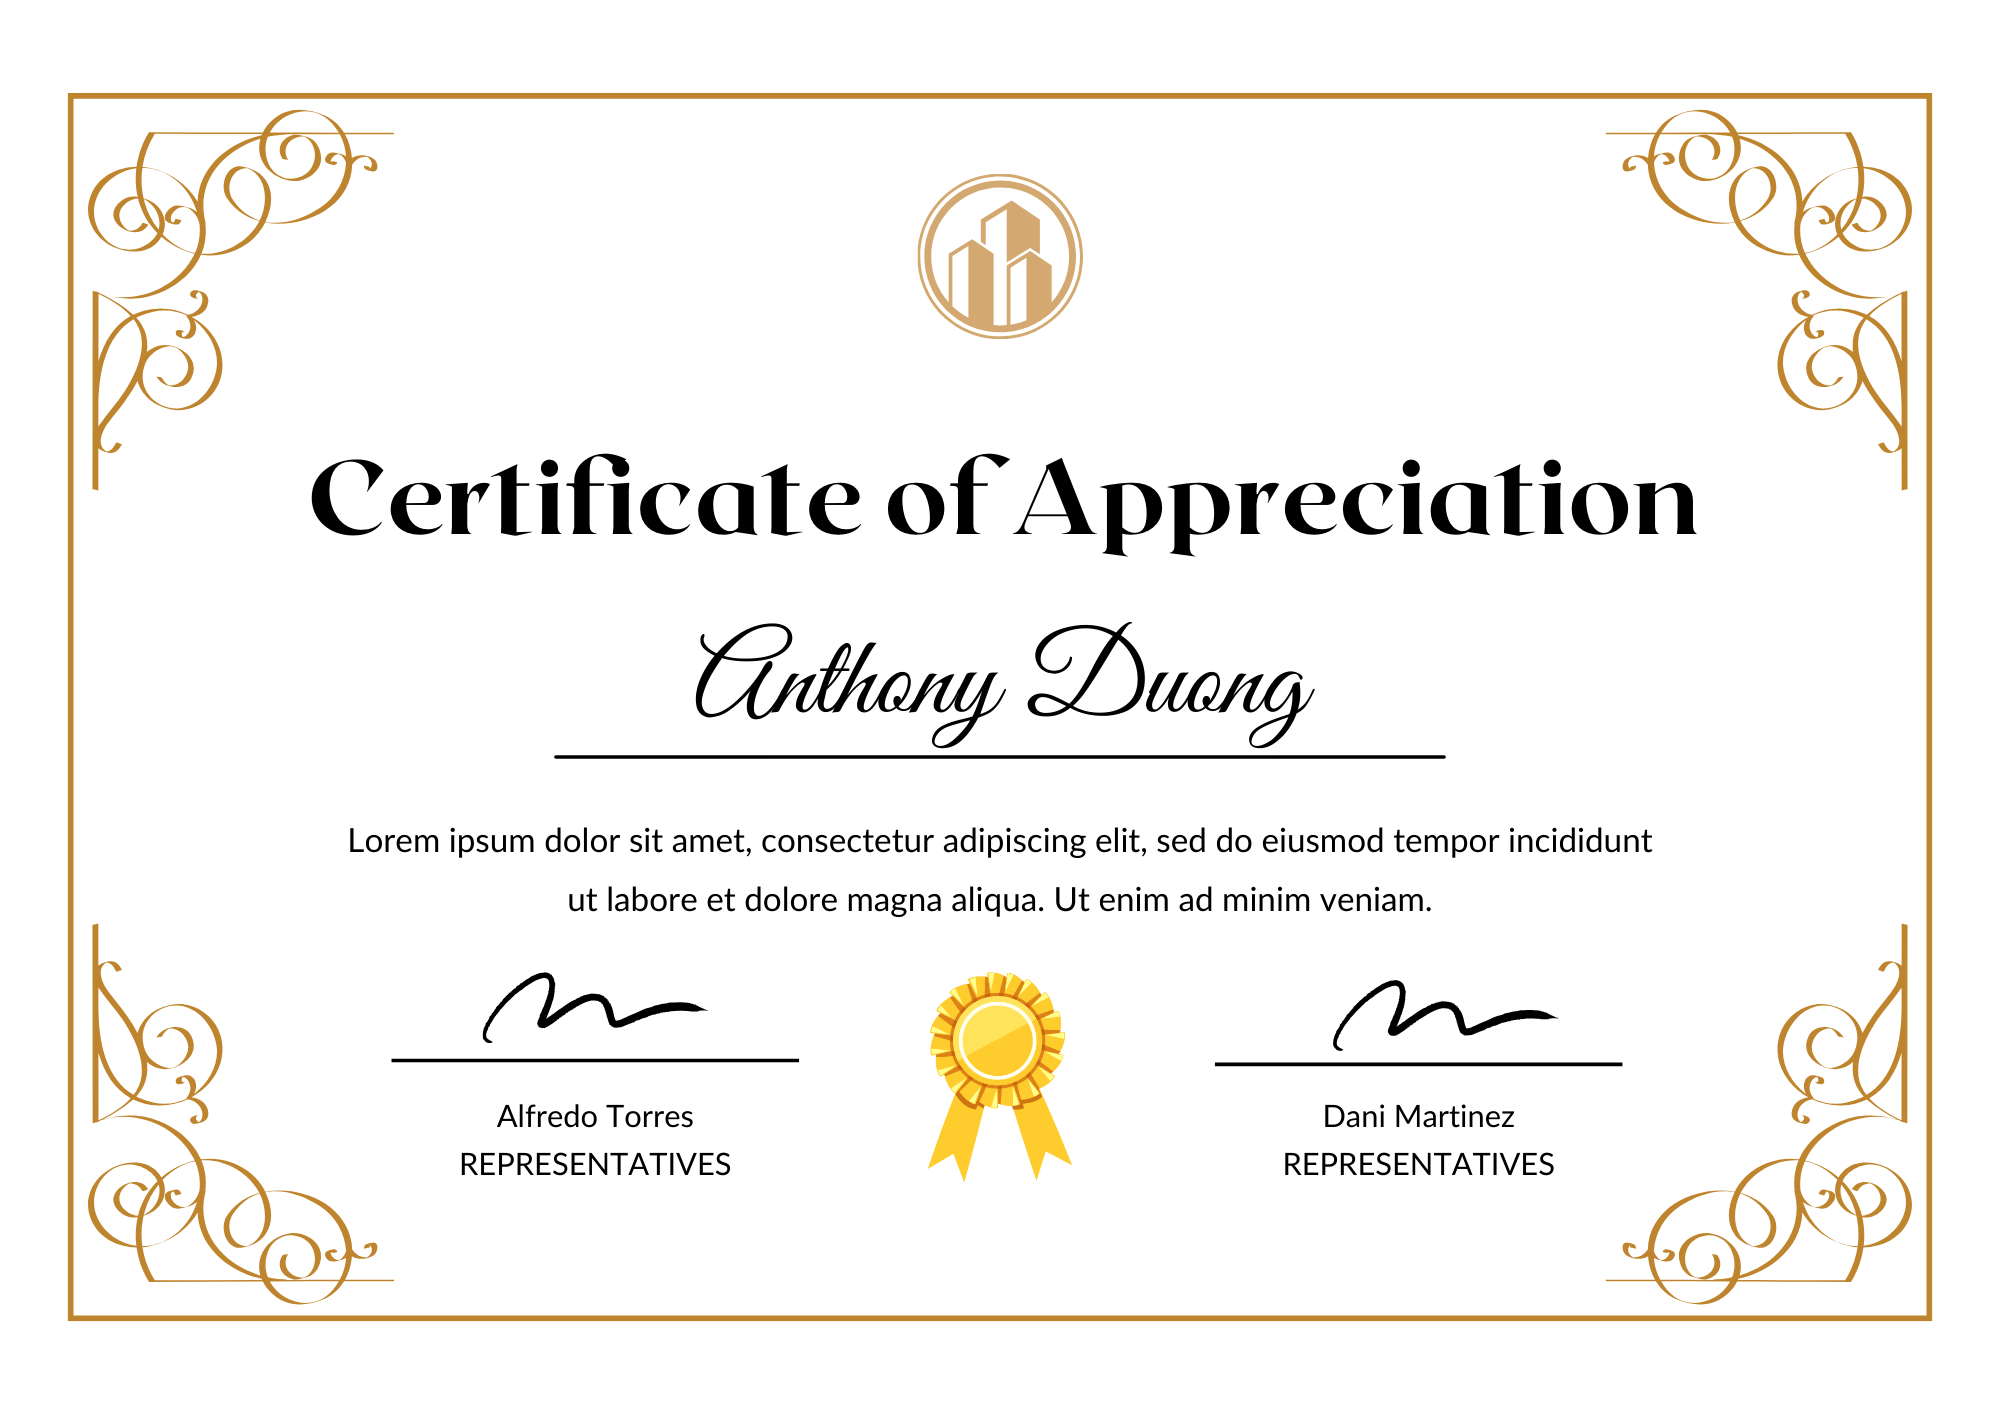 Certificate of Appreciation
Anthony Duong
Lorem ipsum dolor sit amet, consectetur adipiscing elit, sed do eiusmod tempor incididunt
ut labore et dolore magna aliqua. Ut enim ad minim veniam.
Alfredo Torres
REPRESENTATIVES
Dani Martinez
REPRESENTATIVES